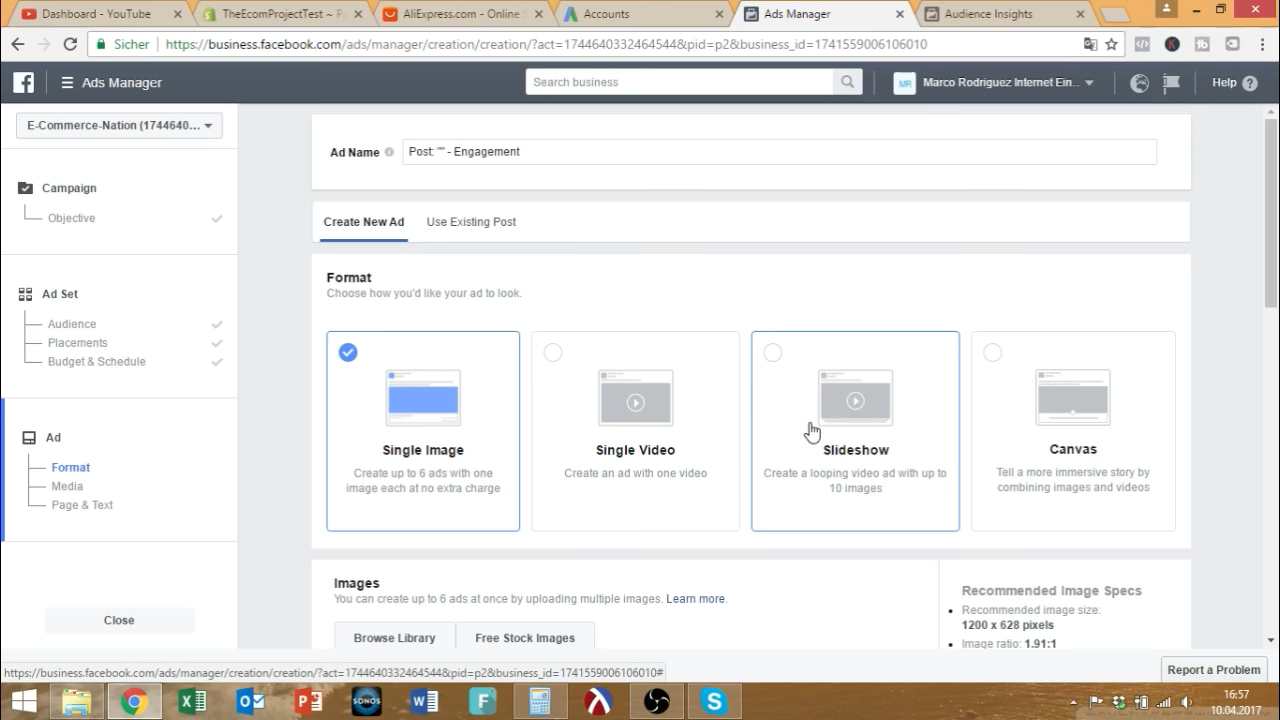 Dashboard - YouTube
TheEcomProjectTest ~ P
AliExpress.com - Online S
Accounts
Ads Manager
Audience Insights
Sicher
https://business.facebook.com/ads/manager/creation/creation/?act=1744640332464544&pid=p2&business_id=1741559006106010
Ads Manager
Search business
MR
Marco Rodriguez Internet Ein...
Help
E-Commerce-Nation (1744640...
Campaign
Objective
Ad Set
Audience
Placements
Budget & Schedule
Ad
Format
Media
Page & Text
Close
Ad Name
Post: "" - Engagement
Create New Ad
Use Existing Post
Format
Choose how you'd like your ad to look.
Single Image
Create up to 6 ads with one
image each at no extra charge
Single Video
Create an ad with one video
Slideshow
Create a looping video ad with up to
10 images
Canvas
Tell a more immersive story by
combining images and videos
Images
You can create up to 6 ads at once by uploading multiple images. Learn more.
Browse Library
Free Stock Images
Recommended Image Specs
Recommended image size:
1200 x 628 pixels
Image ratio: 1.91:1
https://business.facebook.com/ads/manager/creation/creation/?act=1744640332464544&pid=p2&business_id=1741559006106010#
Report a Problem
SONOS
16:57
10.04.2017